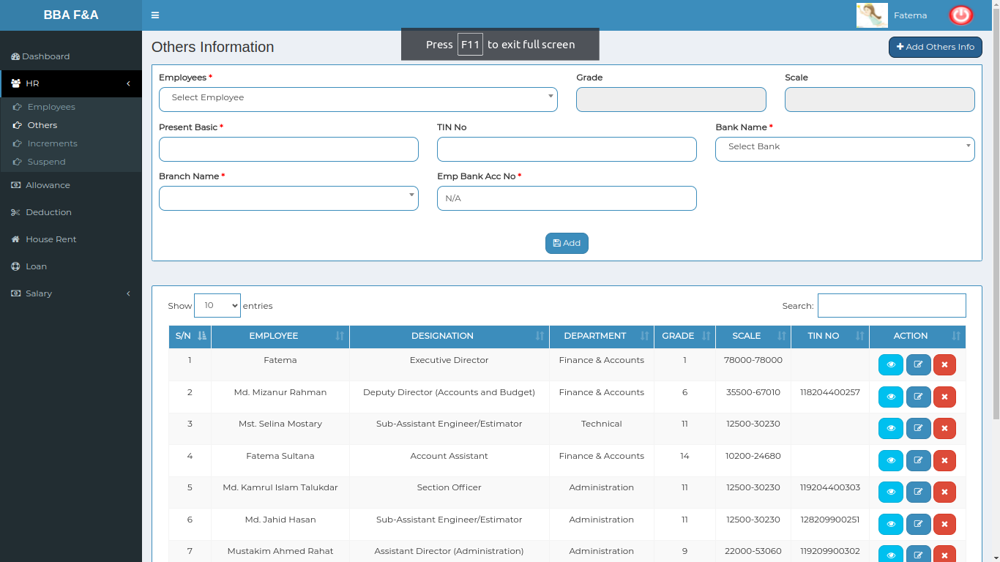 BBA F&A
Fatema
Press F11 to exit full screen
Others Information
Add Others Info
Dashboard
HR
Employees
Others
Increments
Suspend
Allowance
Deduction
House Rent
Loan
Salary
Employees * Grade Scale
Select Employee
Present Basic * TIN No Bank Name *
Select Bank
Branch Name * Emp Bank Acc No *
N/A
Add
Show 10 entries Search:
S/N EMPLOYEE DESIGNATION DEPARTMENT GRADE SCALE TIN NO ACTION
1 Fatema Executive Director Finance & Accounts 1 78000-78000
2 Md. Mizanur Rahman Deputy Director (Accounts and Budget) Finance & Accounts 6 35500-67010 118204400257
3 Mst. Selina Mostary Sub-Assistant Engineer/Estimator Technical 11 12500-30230
4 Fatema Sultana Account Assistant Finance & Accounts 14 10200-24680
5 Md. Kamrul Islam Talukdar Section Officer Administration 11 12500-30230 119204400303
6 Md. Jahid Hasan Sub-Assistant Engineer/Estimator Administration 11 12500-30230 128209900251
7 Mustakim Ahmed Rahat Assistant Director (Administration) Administration 9 22000-53060 119209900302